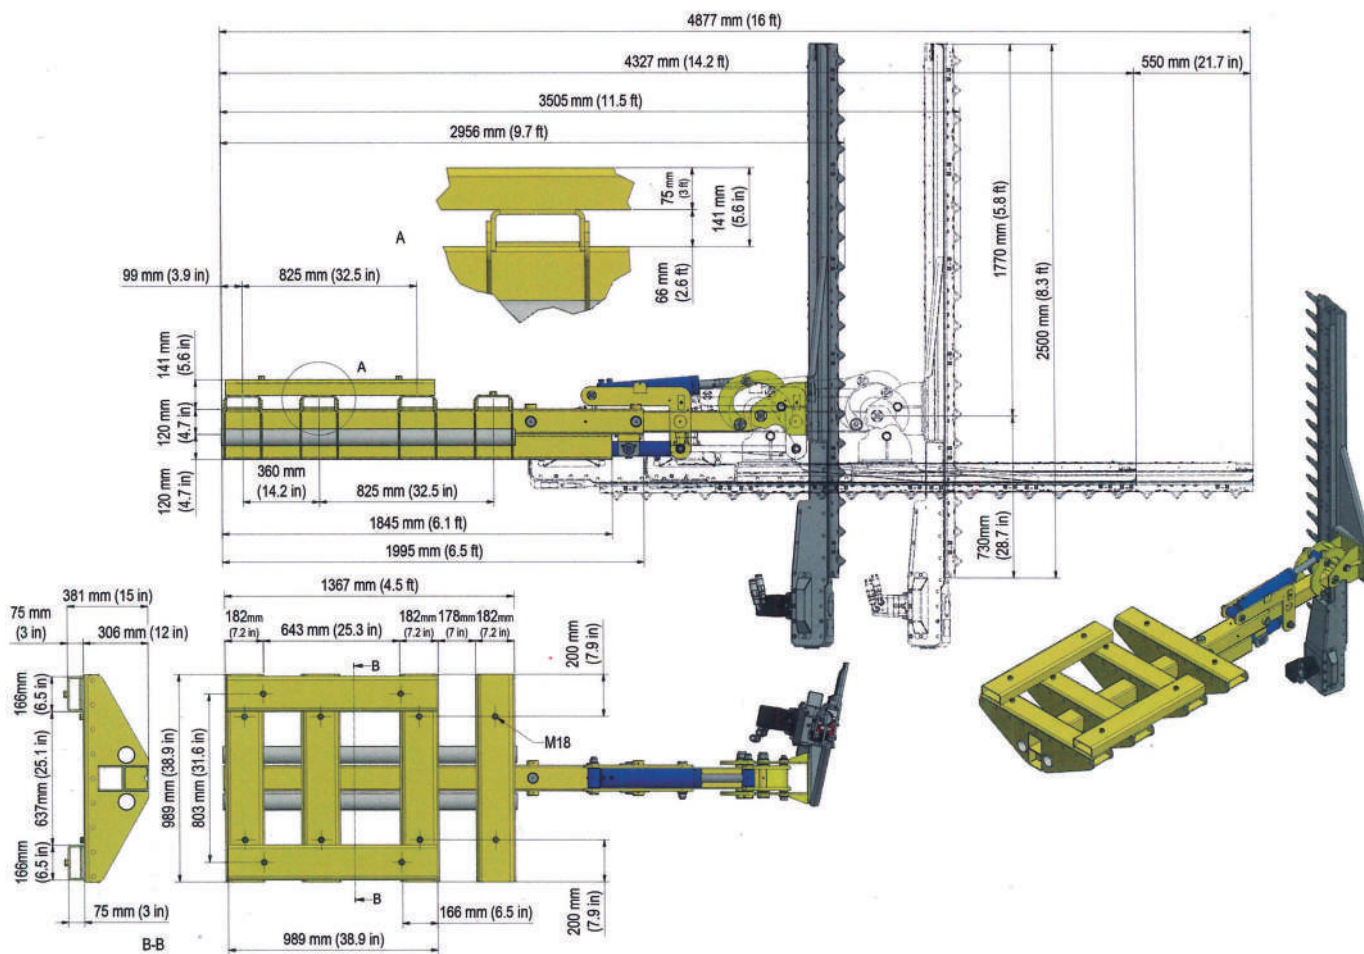 4877 mm (16 ft)
4327 mm (14.2 ft)
550 mm (21.7 in)
3505 mm (11.5 ft)
2956 mm (9.7 ft)
75 mm
(3 ft)
141 mm
(5.6 in)
66 mm
(2.6 ft)
A
1770 mm (5.8 ft)
2500 mm (8.3 ft)
99 mm (3.9 in)
825 mm (32.5 in)
141 mm
(5.6 in)
A
120 mm
(4.7 in)
120 mm
(4.7 in)
360 mm
(14.2 in)
825 mm (32.5 in)
1845 mm (6.1 ft)
1995 mm (6.5 ft)
730mm
(28.7 in)
381 mm (15 in)
75 mm
(3 in)
306 mm (12 in)
1367 mm (4.5 ft)
182mm
(7.2 in)
643 mm (25.3 in)
182mm
(7.2 in)
178mm
(7 in)
182mm
(7.2 in)
200 mm
(7.9 in)
B
166mm
(6.5 in)
637mm (25.1 in)
166mm
(6.5 in)
989 mm (38.9 in)
803 mm (31.6 in)
M18
B
75 mm (3 in)
166 mm (6.5 in)
200 mm
(7.9 in)
989 mm (38.9 in)
B-B